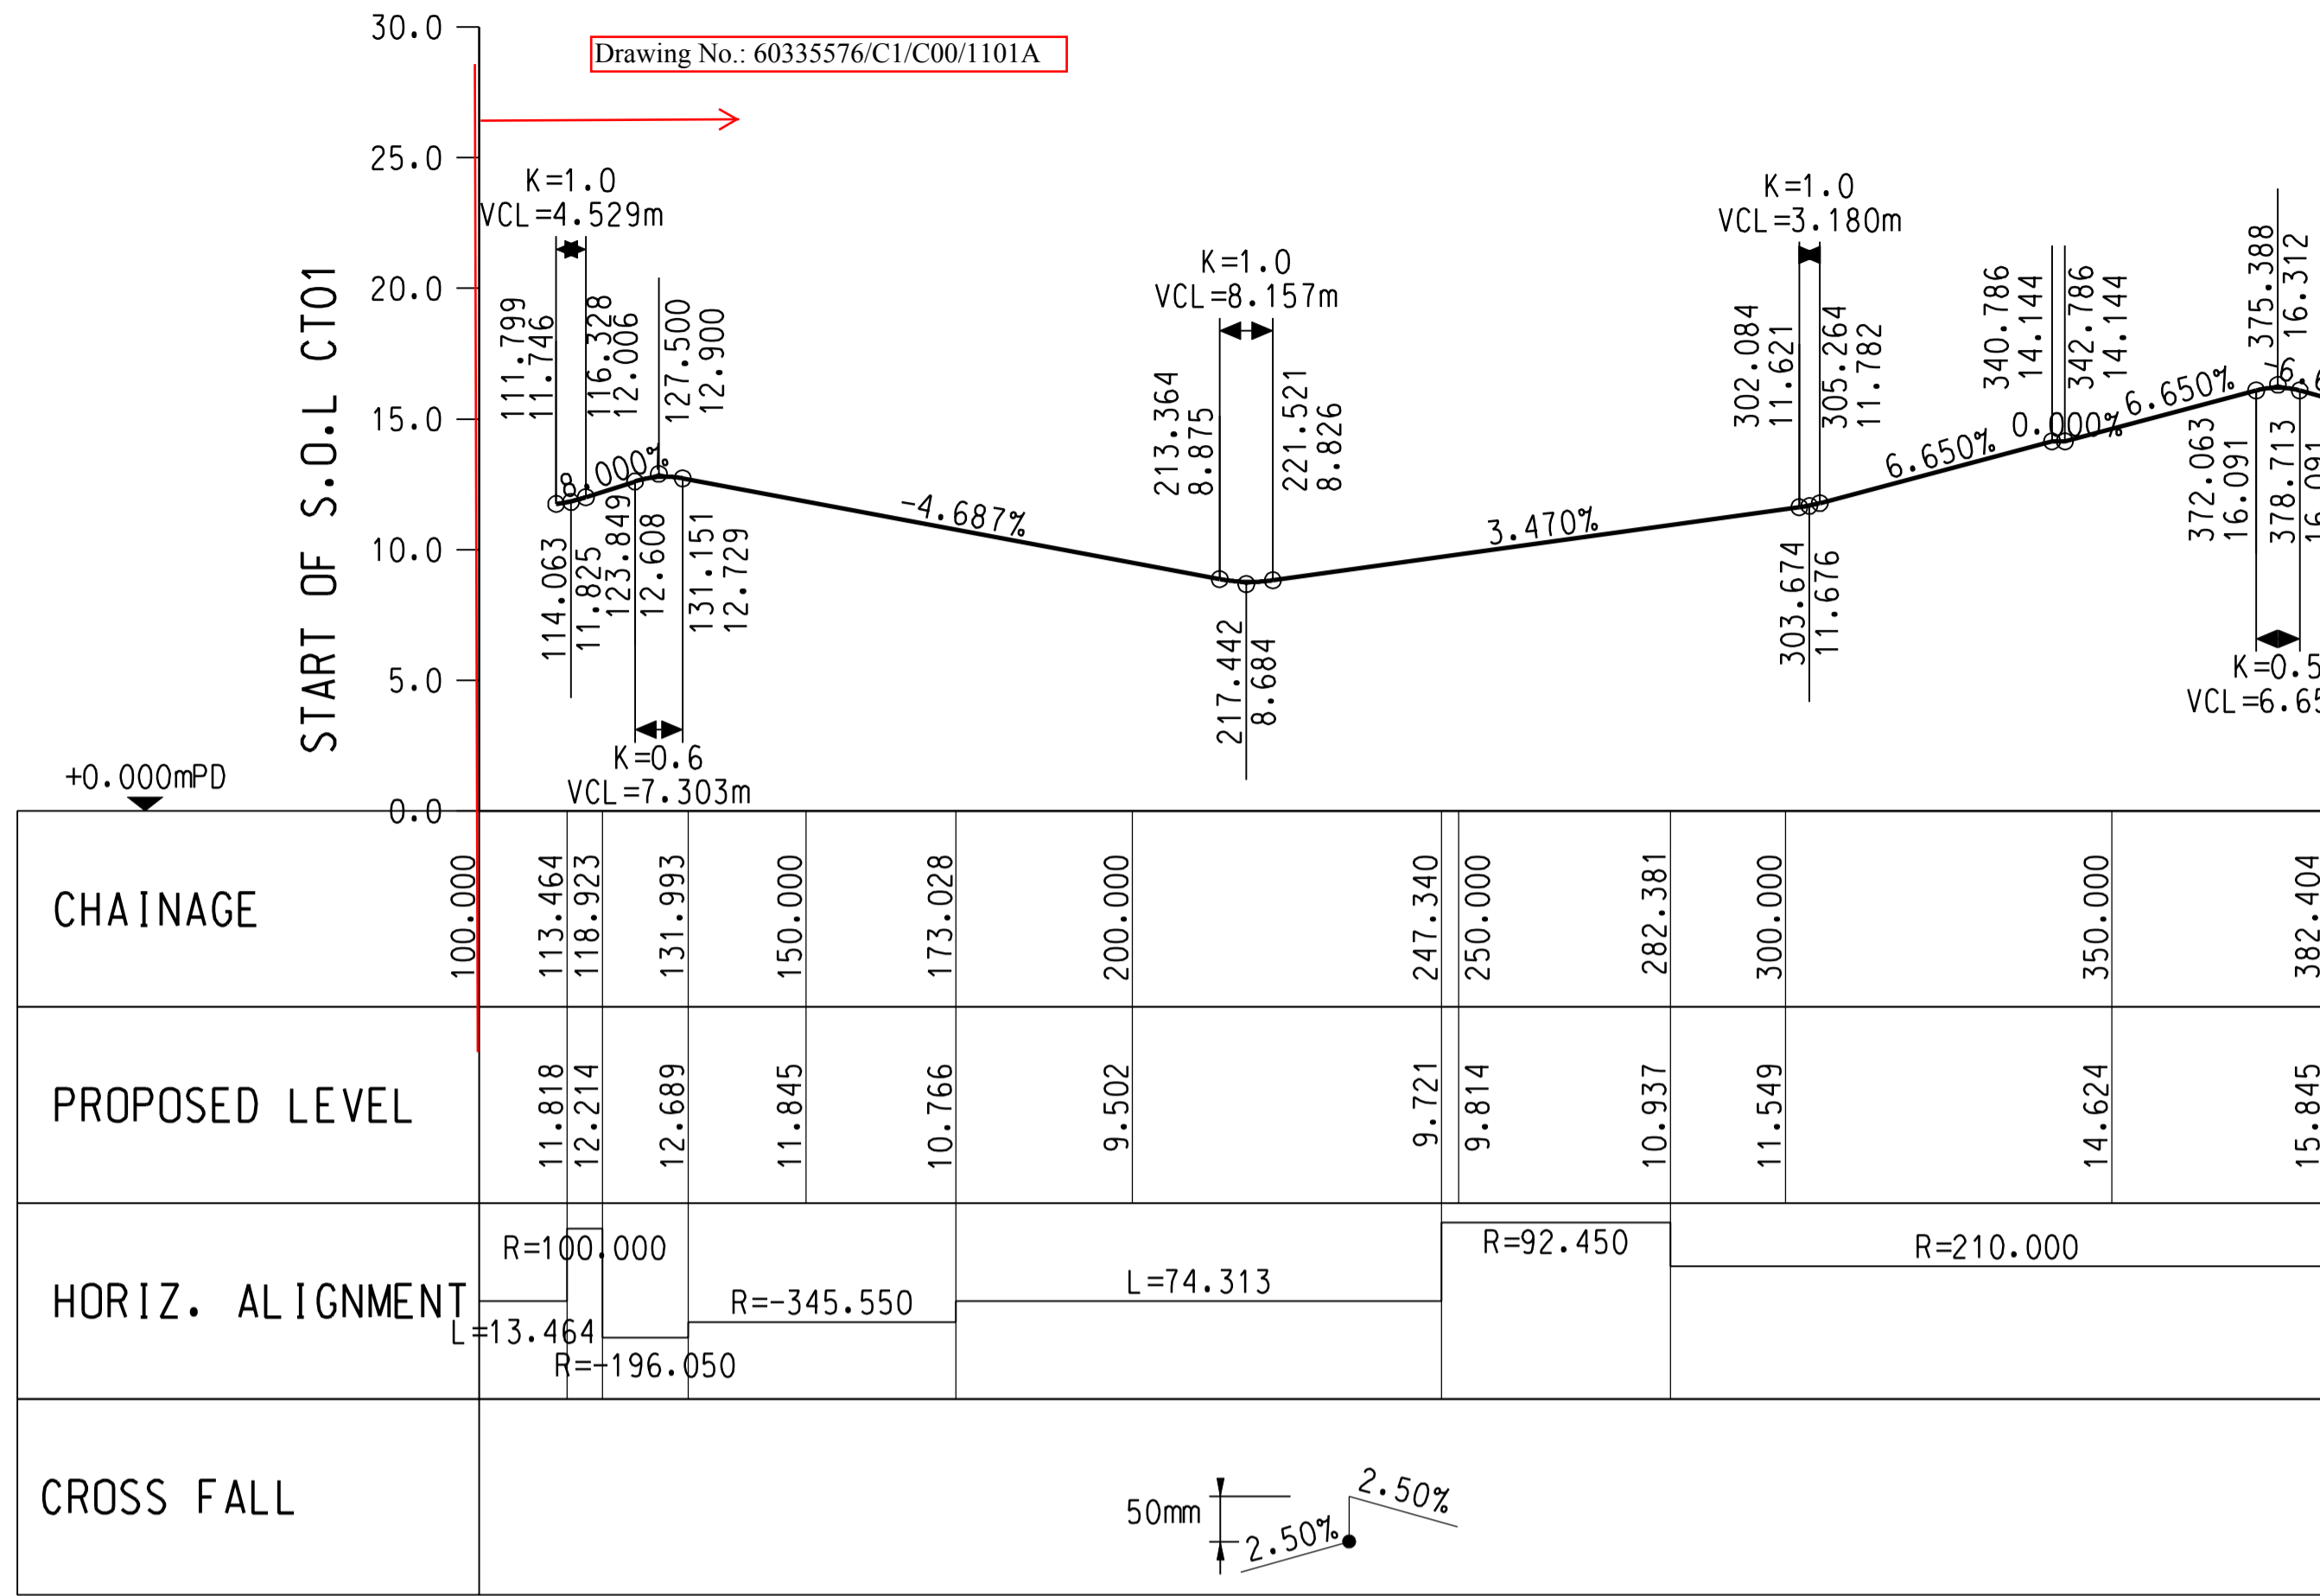 30.0
Drawing No.: 60335576/C1/C00/1101A
25.0
20.0
15.0
10.0
5.0
0.0
START OF S.O.L CT01
+0.000mPD
K=1.0
VCL=4.529m
111.799
11.746
116.328
12.006
127.500
12.900
8.000%
114.063
11.825
123.849
12.608
131.151
12.729
K=0.6
VCL=7.303m
-4.687%
K=1.0
VCL=8.157m
213.364
8.875
221.521
8.826
217.442
8.684
3.470%
K=1.0
VCL=3.180m
302.084
11.621
305.264
11.782
303.674
11.676
6.650%
340.786
14.144
342.786
14.144
0.000%
6.650%
375.388
16.312
372.063
16.091
378.713
16.091
K=0.5
VCL=6.65
CHAINAGE
100.000
113.464
118.923
131.993
150.000
173.028
200.000
247.340
250.000
282.381
300.000
350.000
382.404
PROPOSED LEVEL
11.818
12.214
12.689
11.845
10.766
9.502
9.721
9.814
10.937
11.549
14.624
15.845
HORIZ. ALIGNMENT
L=13.464
R=100.000
R=-196.050
R=-345.550
L=74.313
R=92.450
R=210.000
CROSS FALL
50mm
2.50%
2.50%